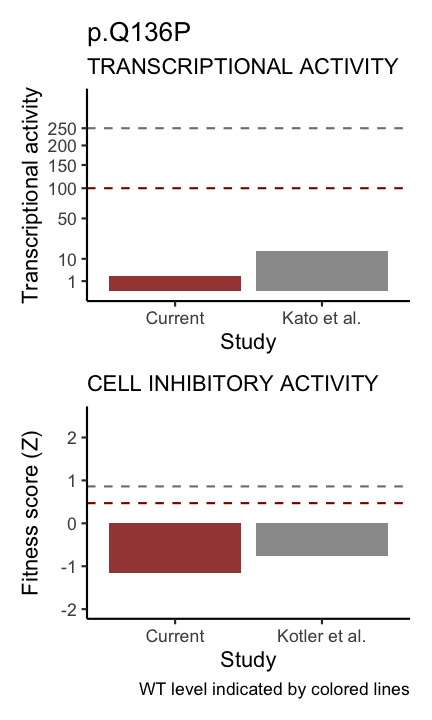 p.Q136P
TRANSCRIPTIONAL ACTIVITY
Transcriptional activity
250
200
150
100
50
10
1
Current
Kato et al.
Study
CELL INHIBITORY ACTIVITY
Fitness score (Z)
2
1
0
-1
-2
Current
Kotler et al.
Study
WT level indicated by colored lines